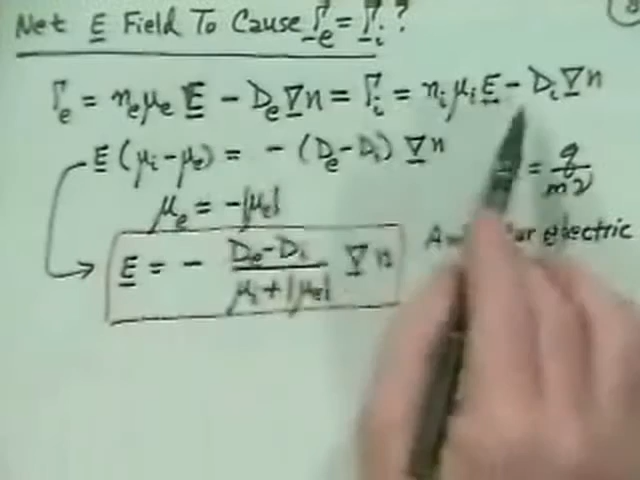 Net E Field To Cause Γe = Γi ?
Γe = neμe E - De∇n = Γi = niμiE - Di∇n
E (μi-μe) = - (De-Di) ∇n
= q/mν
μe = -|μe|
electric
E = - De-Di/μi+|μe| ∇n